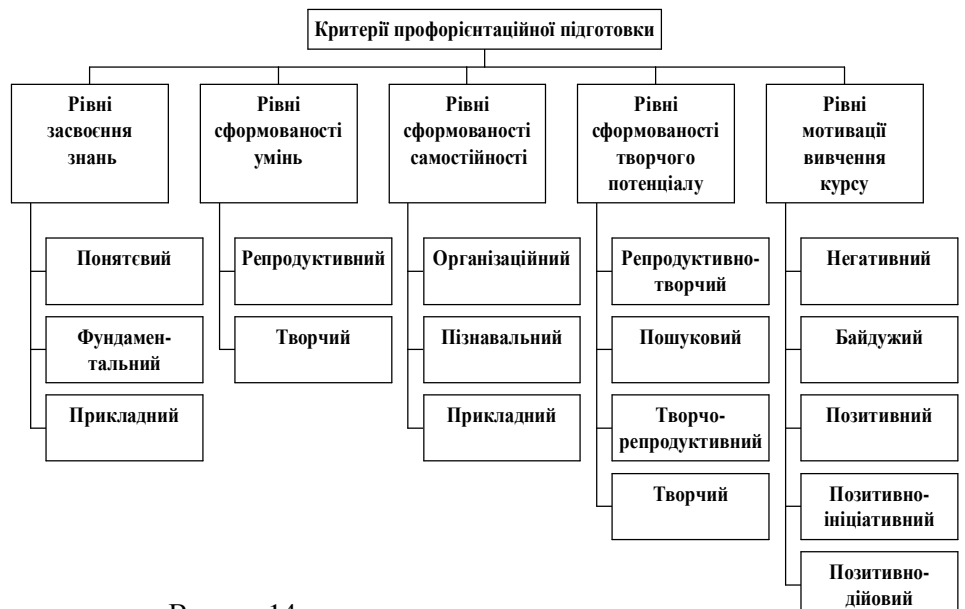 Критерії профорієнтаційної підготовки
Рівні
засвоєння
знань
Рівні
сформованості
умінь
Рівні
сформованості
самостійності
Рівні
сформованості
творчого
потенціалу
Рівні
мотивації
вивчення
курсу
Понятєвий
Фундамен-
тальний
Прикладний
Репродуктивний
Творчий
Організаційний
Пізнавальний
Прикладний
Репродуктивно-
творчий
Пошуковий
Творчо-
репродуктивний
Творчий
Негативний
Байдужий
Позитивний
Позитивно-
ініціативний
Позитивно-
дійовий
14